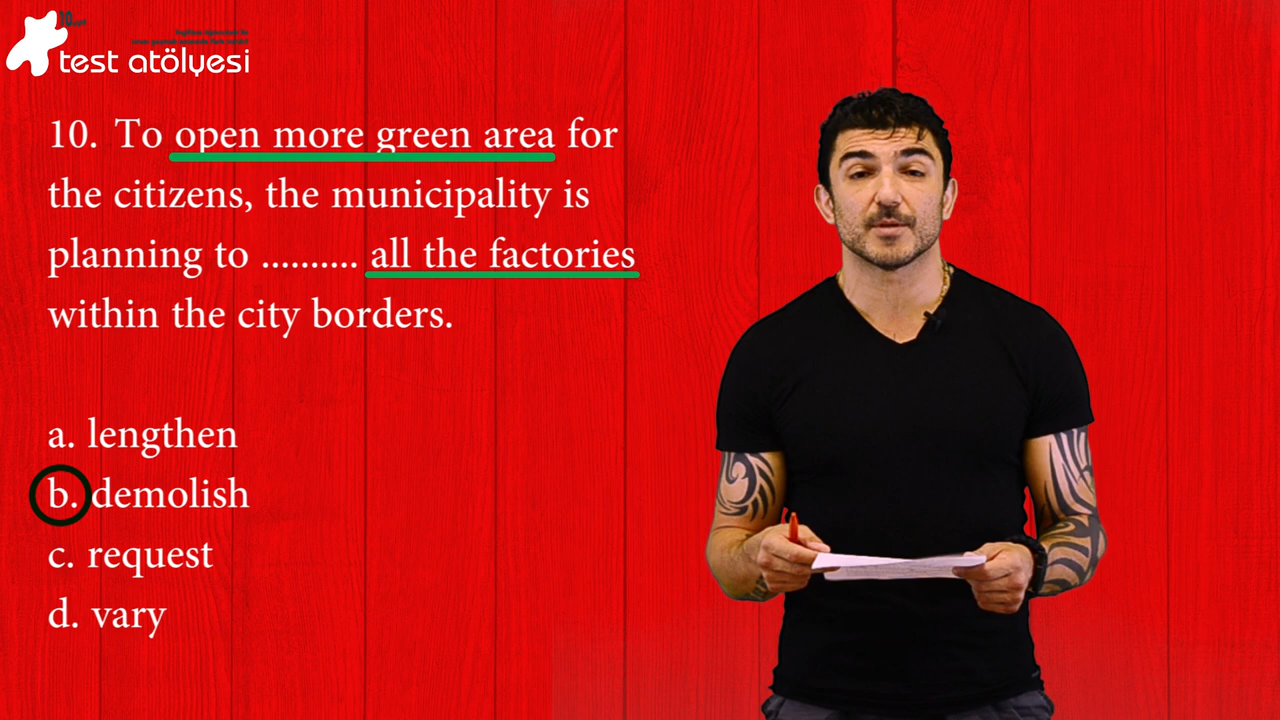 test atölyesi
10. To open more green area for
the citizens, the municipality is
planning to .......... all the factories
within the city borders.
a. lengthen
b. demolish
c. request
d. vary